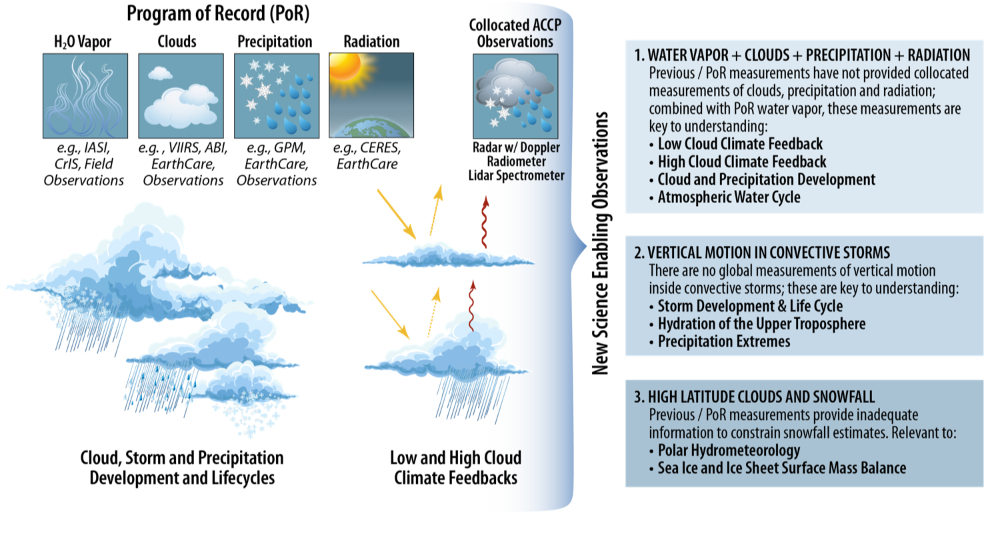 Program of Record (PoR)
H₂O Vapor
Clouds
Precipitation
Radiation
e.g., IASI,
CrIS, Field
Observations
e.g. , VIIRS, ABI,
EarthCare,
Observations
e.g., GPM,
EarthCare,
Observations
e.g., CERES,
EarthCare
Collocated ACCP
Observations
Radar w/ Doppler
Radiometer
Lidar Spectrometer
Cloud, Storm and Precipitation
Development and Lifecycles
Low and High Cloud
Climate Feedbacks
New Science Enabling Observations
1. WATER VAPOR + CLOUDS + PRECIPITATION + RADIATION
Previous / PoR measurements have not provided collocated
measurements of clouds, precipitation and radiation;
combined with PoR water vapor, these measurements are
key to understanding:
• Low Cloud Climate Feedback
• High Cloud Climate Feedback
• Cloud and Precipitation Development
• Atmospheric Water Cycle
2. VERTICAL MOTION IN CONVECTIVE STORMS
There are no global measurements of vertical motion
inside convective storms; these are key to understanding:
• Storm Development & Life Cycle
• Hydration of the Upper Troposphere
• Precipitation Extremes
3. HIGH LATITUDE CLOUDS AND SNOWFALL
Previous / PoR measurements provide inadequate
information to constrain snowfall estimates. Relevant to:
• Polar Hydrometeorology
• Sea Ice and Ice Sheet Surface Mass Balance